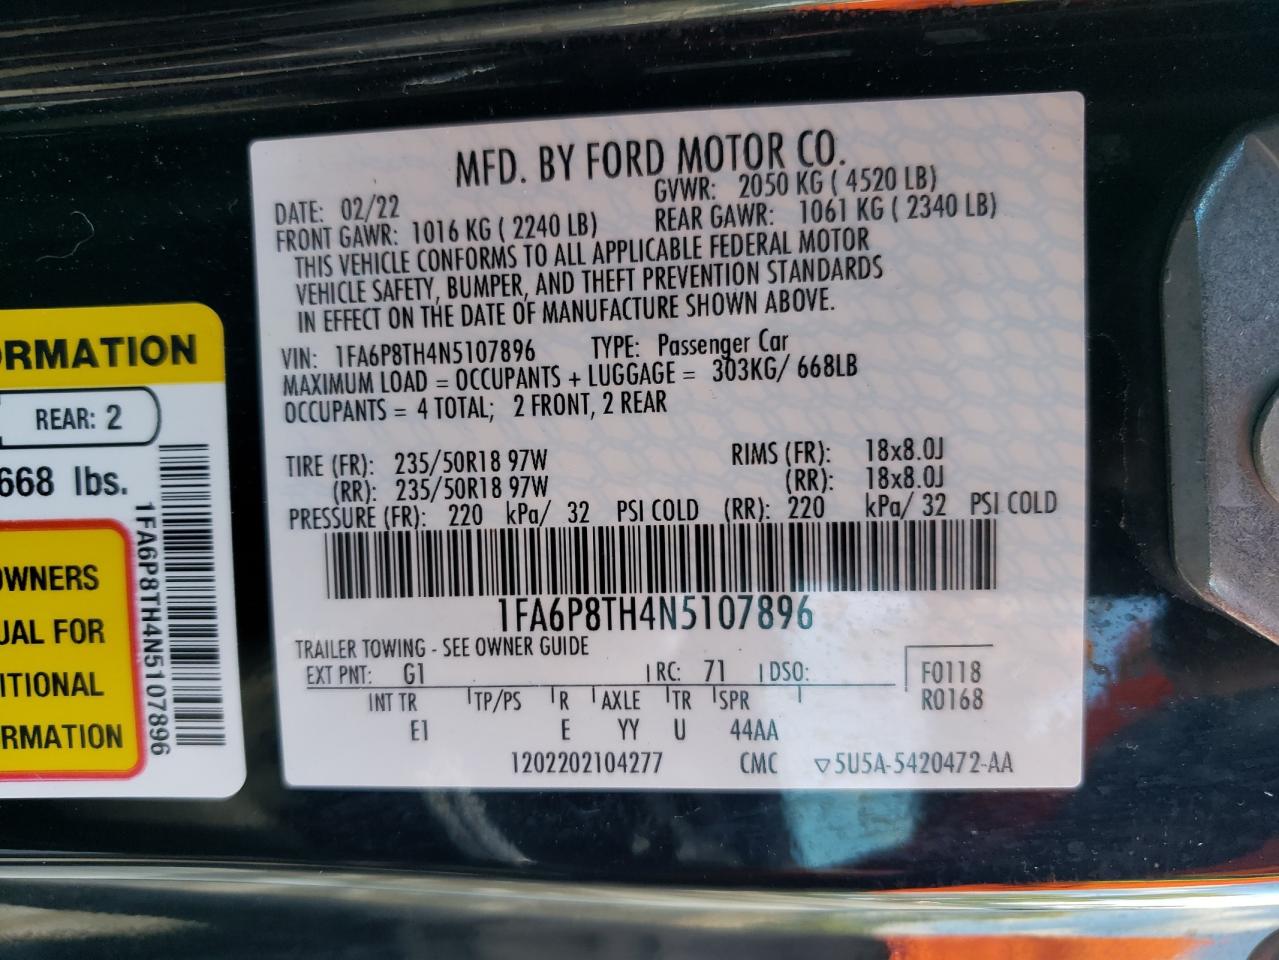 MFD. BY FORD MOTOR CO.
DATE: 02/22 GVWR: 2050 KG ( 4520 LB)
FRONT GAWR: 1016 KG ( 2240 LB) REAR GAWR: 1061 KG ( 2340 LB)
THIS VEHICLE CONFORMS TO ALL APPLICABLE FEDERAL MOTOR
VEHICLE SAFETY, BUMPER, AND THEFT PREVENTION STANDARDS
IN EFFECT ON THE DATE OF MANUFACTURE SHOWN ABOVE.
VIN: 1FA6P8TH4N5107896 TYPE: Passenger Car
MAXIMUM LOAD = OCCUPANTS + LUGGAGE = 303KG/ 668LB
OCCUPANTS = 4 TOTAL; 2 FRONT, 2 REAR
TIRE (FR): 235/50R18 97W RIMS (FR): 18x8.0J
(RR): 235/50R18 97W (RR): 18x8.0J
PRESSURE (FR): 220 kPa/ 32 PSI COLD (RR): 220 kPa/ 32 PSI COLD
1FA6P8TH4N5107896
TRAILER TOWING - SEE OWNER GUIDE
EXT PNT: G1 RC: 71 DSO: F0118
R0168
INT TR TP/PS R AXLE TR SPR
E1 E YY U 44AA
1202202104277 CMC ▽5U5A-5420472-AA
ORMATION
REAR: 2
668 lbs.
1FA6P8TH4N5107896
OWNERS
UAL FOR
ITIONAL
RMATION